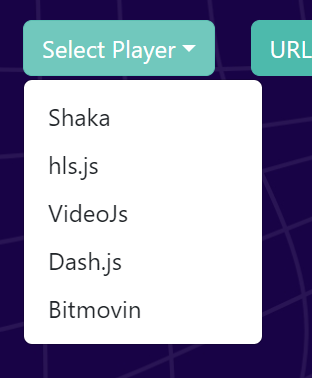 Select Player
URL
Shaka
hls.js
VideoJs
Dash.js
Bitmovin